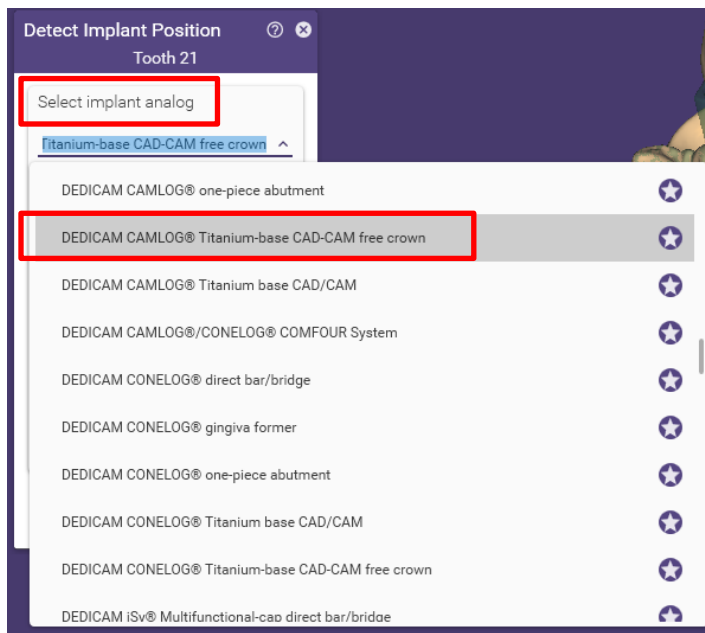 Detect Implant Position
Tooth 21
Select implant analog
Titanium-base CAD-CAM free crown
DEDICAM CAMLOG® one-piece abutment
DEDICAM CAMLOG® Titanium-base CAD-CAM free crown
DEDICAM CAMLOG® Titanium base CAD/CAM
DEDICAM CAMLOG®/CONELOG® COMFOUR System
DEDICAM CONELOG® direct bar/bridge
DEDICAM CONELOG® gingiva former
DEDICAM CONELOG® one-piece abutment
DEDICAM CONELOG® Titanium base CAD/CAM
DEDICAM CONELOG® Titanium-base CAD-CAM free crown
DEDICAM iSy® Multifunctional-cap direct bar/bridge